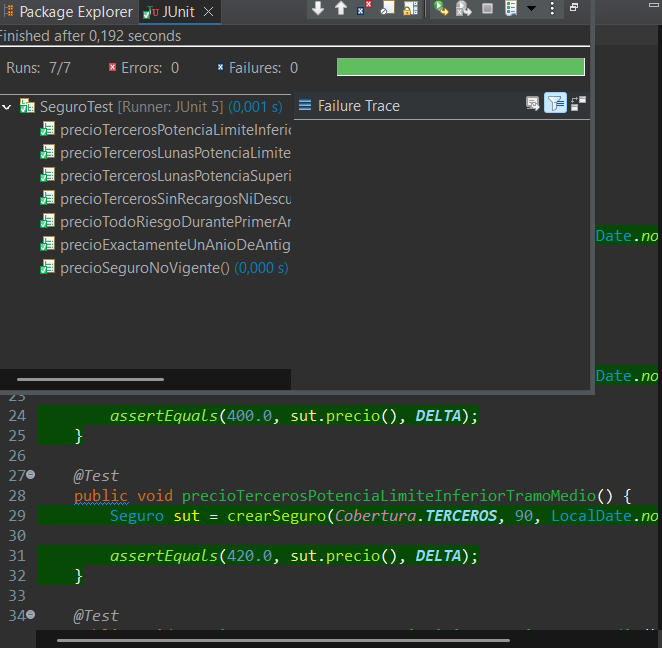 Package Explorer JUnit
Finished after 0,192 seconds
Runs: 7/7 Errors: 0 Failures: 0
SeguroTest [Runner: JUnit 5] (0,001 s)
Failure Trace
precioTercerosPotenciaLimiteInferio
precioTercerosLunasPotenciaLimite
precioTercerosLunasPotenciaSuperi
precioTercerosSinRecargosNiDescu
precioTodoRiesgoDurantePrimerAr
precioExactamenteUnAnioDeAntig
precioSeguroNoVigente() (0,000 s)
Date.no
Date.no
23
24 assertEquals(400.0, sut.precio(), DELTA);
25 }
26
27 @Test
28 public void precioTercerosPotenciaLimiteInferiorTramoMedio() {
29 Seguro sut = crearSeguro(Cobertura.TERCEROS, 90, LocalDate.no
30
31 assertEquals(420.0, sut.precio(), DELTA);
32 }
33
34 @Test